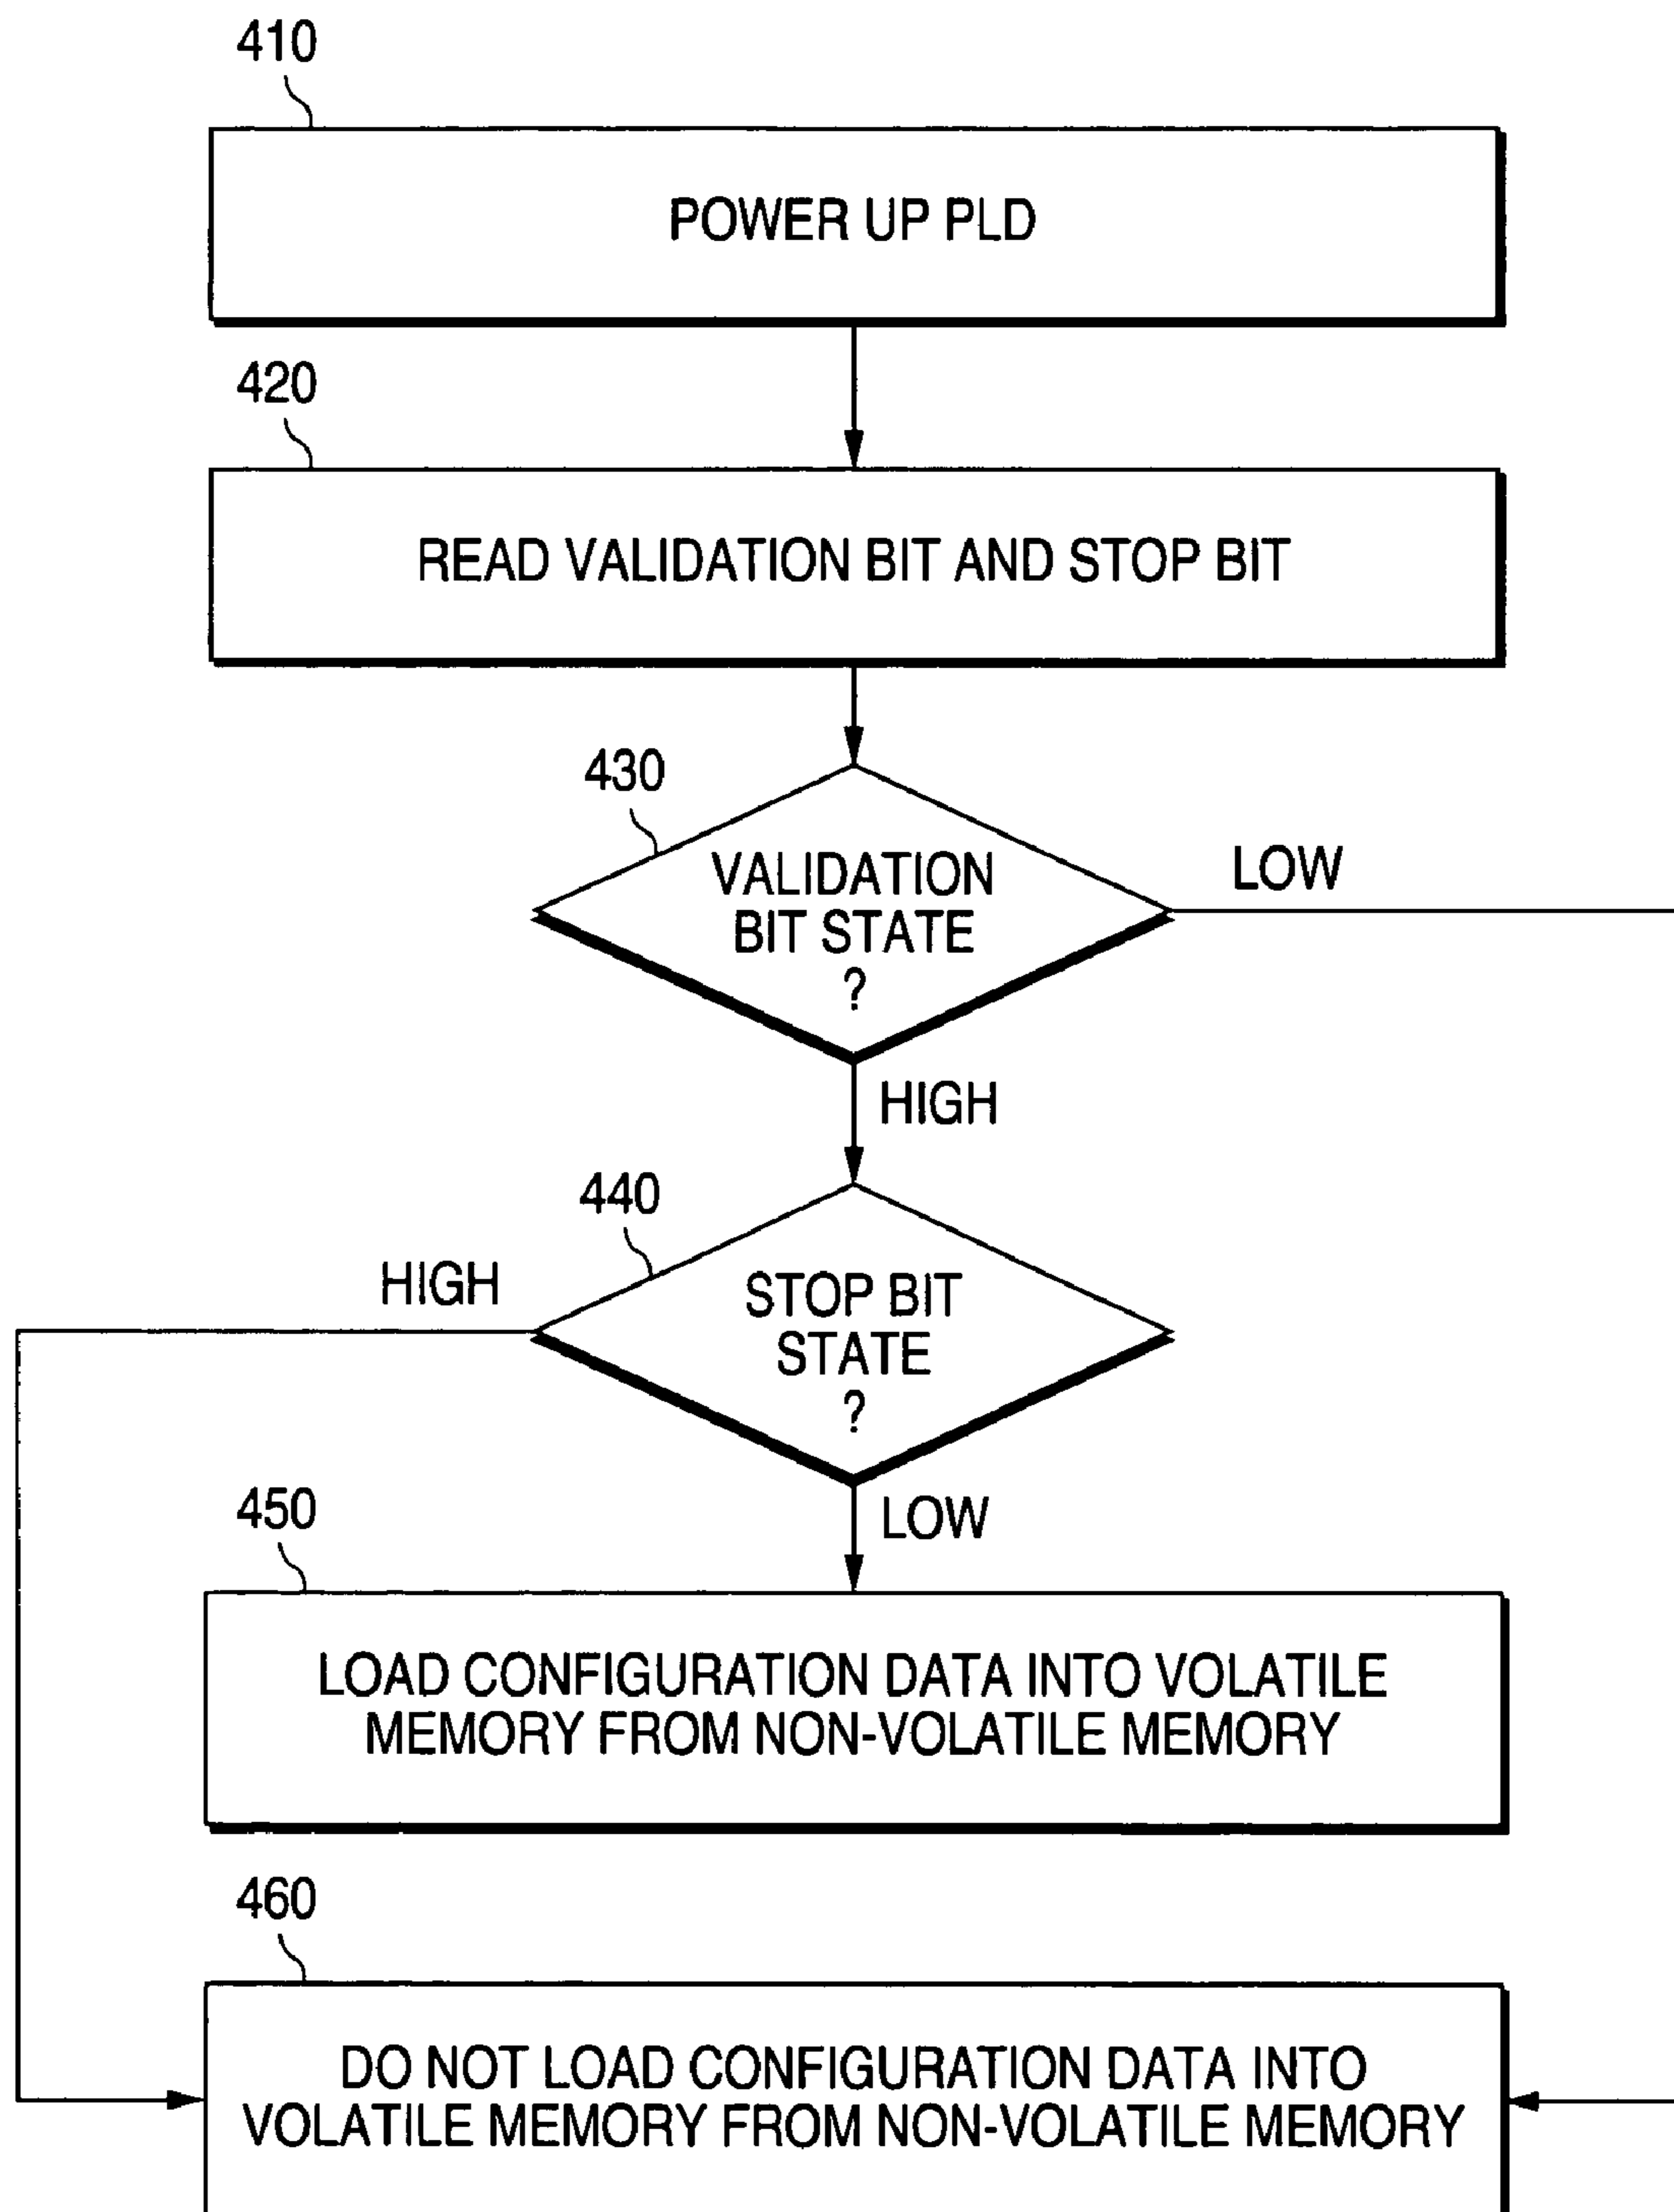 410
POWER UP PLD
420
READ VALIDATION BIT AND STOP BIT
430
VALIDATION
BIT STATE
?
LOW
HIGH
440
HIGH
STOP BIT
STATE
?
LOW
450
LOAD CONFIGURATION DATA INTO VOLATILE
MEMORY FROM NON-VOLATILE MEMORY
460
DO NOT LOAD CONFIGURATION DATA INTO
VOLATILE MEMORY FROM NON-VOLATILE MEMORY